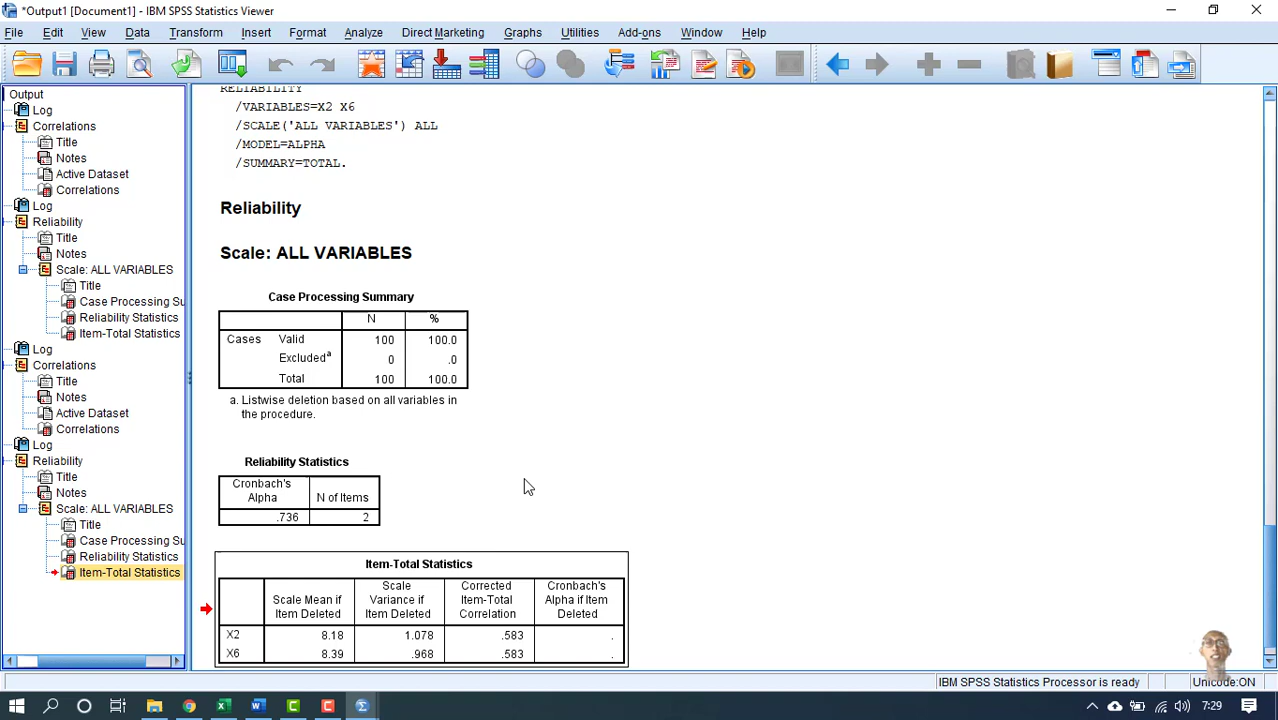 *Output1 [Document1] - IBM SPSS Statistics Viewer
File Edit View Data Transform Insert Format Analyze Direct Marketing Graphs Utilities Add-ons Window Help
Output
Log
Correlations
Title
Notes
Active Dataset
Correlations
Log
Reliability
Title
Notes
Scale: ALL VARIABLES
Title
Case Processing Su
Reliability Statistics
Item-Total Statistics
Log
Correlations
Title
Notes
Active Dataset
Correlations
Log
Reliability
Title
Notes
Scale: ALL VARIABLES
Title
Case Processing Su
Reliability Statistics
Item-Total Statistics
RELIABILITY
/VARIABLES=X2 X6
/SCALE('ALL VARIABLES') ALL
/MODEL=ALPHA
/SUMMARY=TOTAL.
Reliability
Scale: ALL VARIABLES
Case Processing Summary
N %
Cases Valid 100 100.0
Excludedᵃ 0 .0
Total 100 100.0
a. Listwise deletion based on all variables in
the procedure.
Reliability Statistics
Cronbach's
Alpha N of Items
.736 2
Item-Total Statistics
Scale Mean if
Item Deleted
Scale
Variance if
Item Deleted
Corrected
Item-Total
Correlation
Cronbach's
Alpha if Item
Deleted
X2 8.18 1.078 .583 .
X6 8.39 .968 .583 .
IBM SPSS Statistics Processor is ready Unicode:ON
7:29